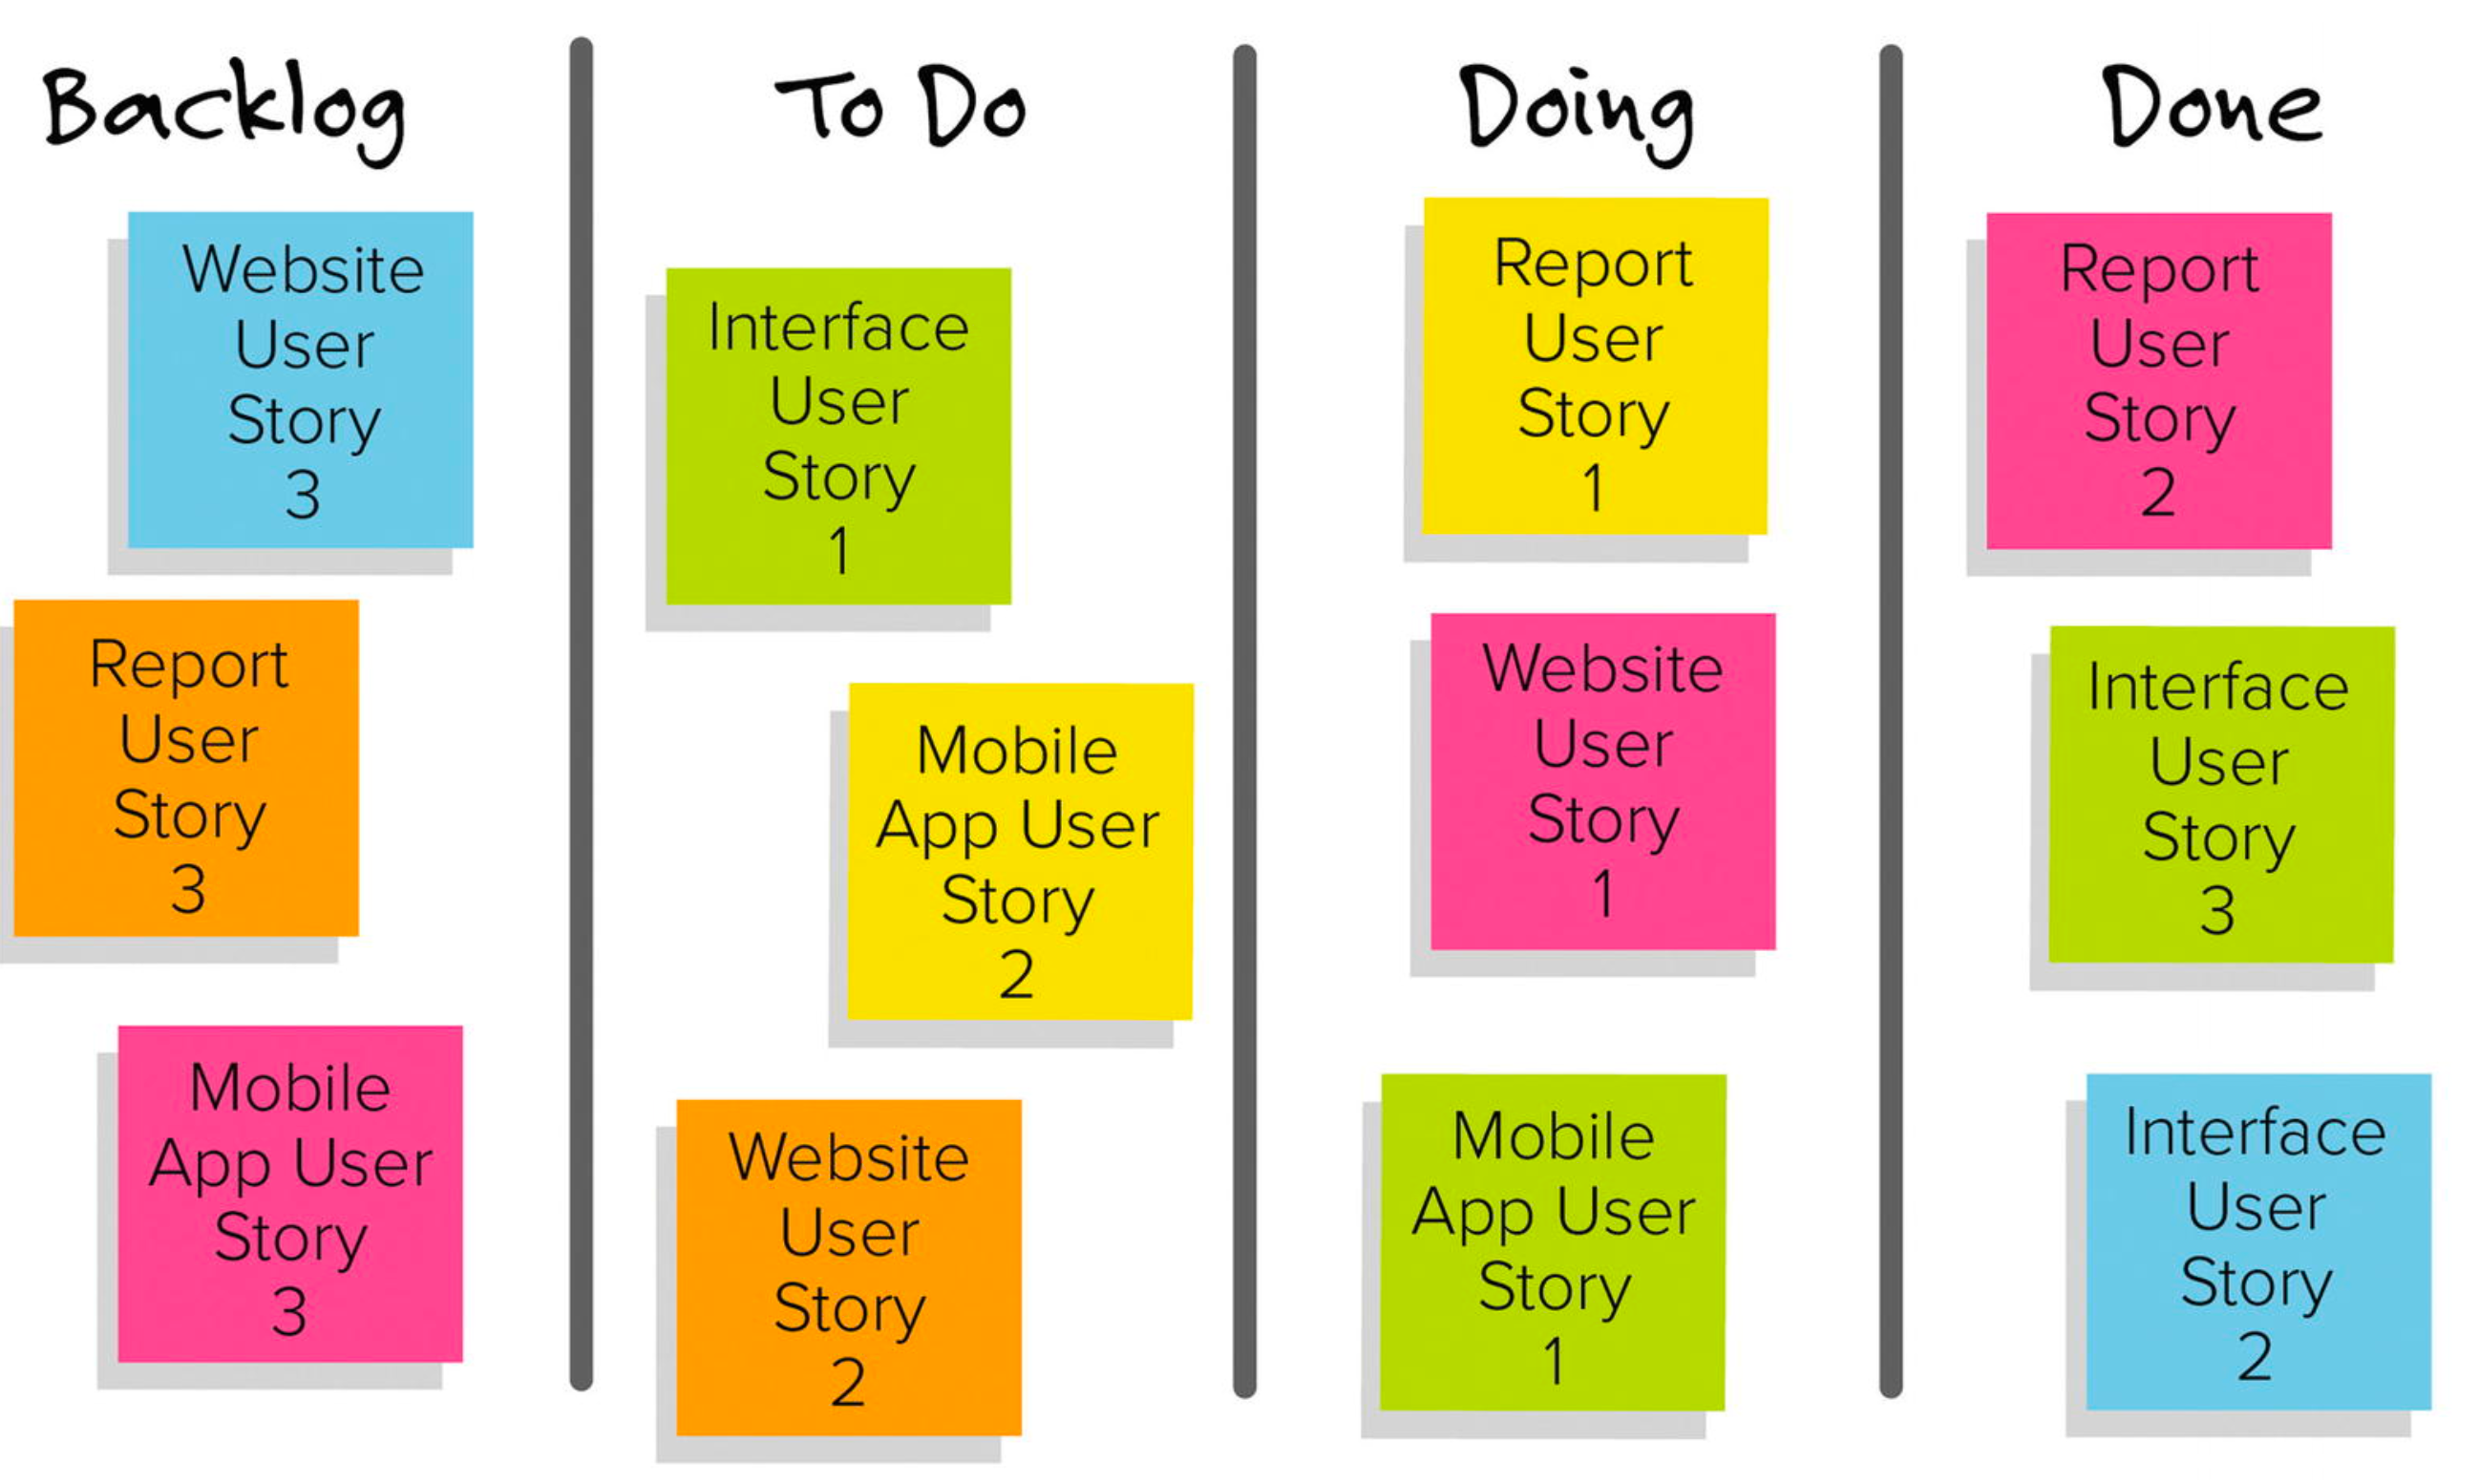 Backlog
To Do
Doing
Done
Website
User
Story
3
Report
User
Story
3
Mobile
App User
Story
3
Interface
User
Story
1
Mobile
App User
Story
2
Website
User
Story
2
Report
User
Story
1
Website
User
Story
1
Mobile
App User
Story
1
Report
User
Story
2
Interface
User
Story
3
Interface
User
Story
2